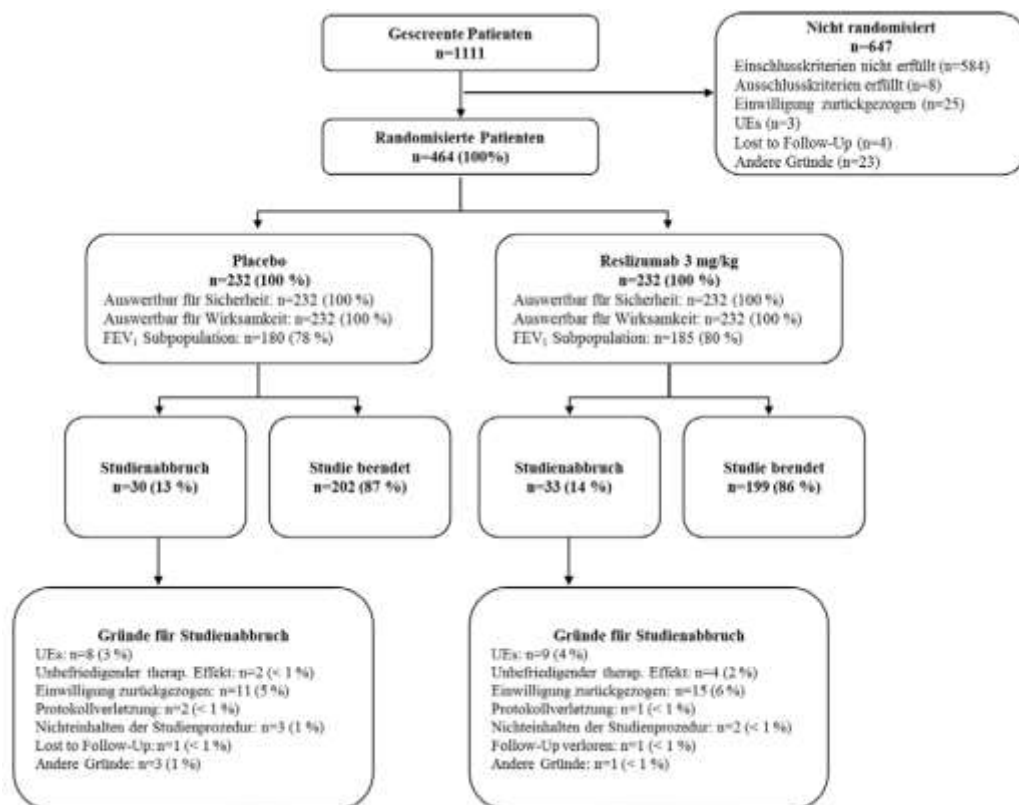 Gescreente Patienten
n=1111
Nicht randomisiert
n=647
Einschlusskriterien nicht erfüllt (n=584)
Ausschlusskriterien erfüllt (n=8)
Einwilligung zurückgezogen (n=25)
UEs (n=3)
Lost to Follow-Up (n=4)
Andere Gründe (n=23)
Randomisierte Patienten
n=464 (100%)
Placebo
n=232 (100 %)
Auswertbar für Sicherheit: n=232 (100 %)
Auswertbar für Wirksamkeit: n=232 (100 %)
FEV₁ Subpopulation: n=180 (78 %)
Reslizumab 3 mg/kg
n=232 (100 %)
Auswertbar für Sicherheit: n=232 (100 %)
Auswertbar für Wirksamkeit: n=232 (100 %)
FEV₁ Subpopulation: n=185 (80 %)
Studienabbruch
n=30 (13 %)
Studie beendet
n=202 (87 %)
Studienabbruch
n=33 (14 %)
Studie beendet
n=199 (86 %)
Gründe für Studienabbruch
UEs: n=8 (3 %)
Unbefriedigender therap. Effekt: n=2 (< 1 %)
Einwilligung zurückgezogen: n=11 (5 %)
Protokollverletzung: n=2 (< 1 %)
Nichteinhalten der Studienprozedur: n=3 (1 %)
Lost to Follow-Up: n=1 (< 1 %)
Andere Gründe: n=3 (1 %)
Gründe für Studienabbruch
UEs: n=9 (4 %)
Unbefriedigender therap. Effekt: n=4 (2 %)
Einwilligung zurückgezogen: n=15 (6 %)
Protokollverletzung: n=1 (< 1 %)
Nichteinhalten der Studienprozedur: n=2 (< 1 %)
Follow-Up verloren: n=1 (< 1 %)
Andere Gründe: n=1 (< 1 %)